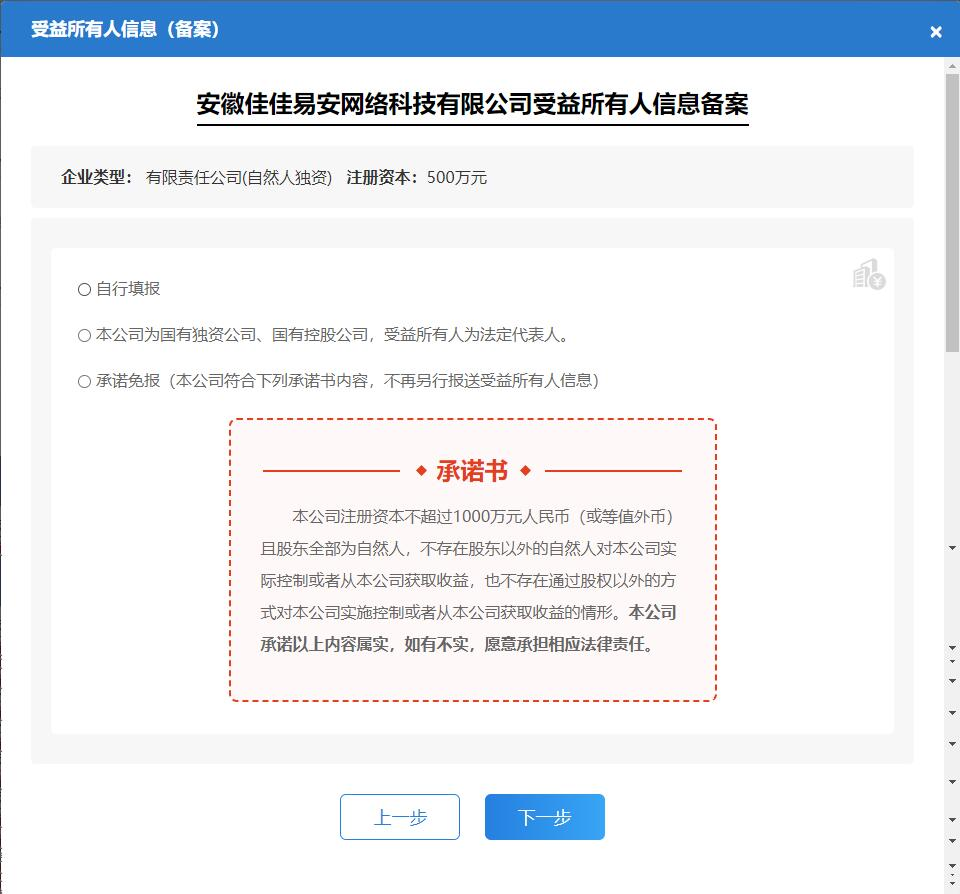 受益所有人信息（备案）
安徽佳佳易安网络科技有限公司受益所有人信息备案
企业类型： 有限责任公司(自然人独资) 注册资本：500万元
自行填报
本公司为国有独资公司、国有控股公司，受益所有人为法定代表人。
承诺免报（本公司符合下列承诺书内容，不再另行报送受益所有人信息）
承诺书
本公司注册资本不超过1000万元人民币（或等值外币）
且股东全部为自然人，不存在股东以外的自然人对本公司实
际控制或者从本公司获取收益，也不存在通过股权以外的方
式对本公司实施控制或者从本公司获取收益的情形。本公司
承诺以上内容属实，如有不实，愿意承担相应法律责任。
上一步 下一步